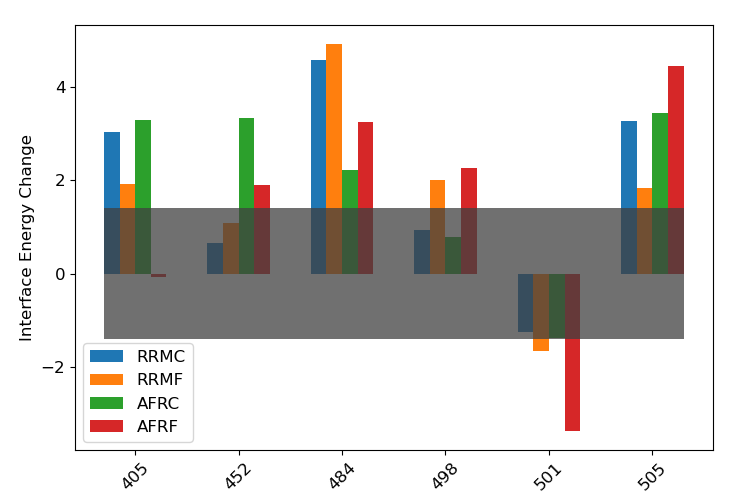 Interface Energy Change
4
2
0
−2
RRMC
RRMF
AFRC
AFRF
405
452
484
498
501
505